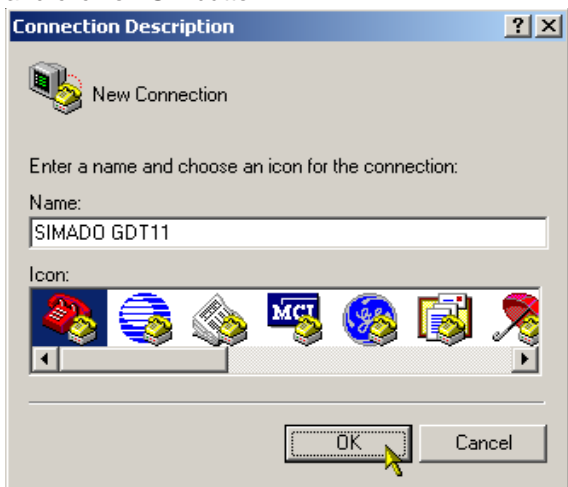 Connection Description
New Connection
Enter a name and choose an icon for the connection:
Name:
SIMADO GDT11
Icon:
MCI
OK
Cancel